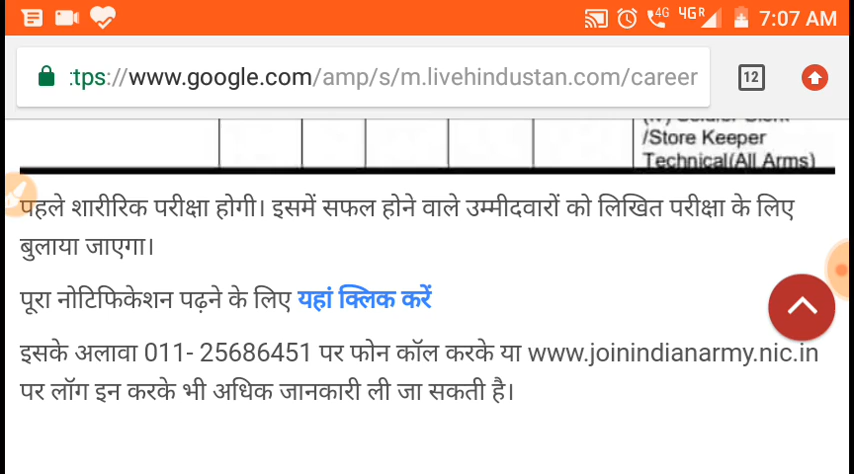 4G 4GR 7:07 AM
:tps://www.google.com/amp/s/m.livehindustan.com/career 12
/Store Keeper
Technical(All Arms)
पहले शारीरिक परीक्षा होगी। इसमें सफल होने वाले उम्मीदवारों को लिखित परीक्षा के लिए
बुलाया जाएगा।
पूरा नोटिफिकेशन पढ़ने के लिए यहां क्लिक करें
इसके अलावा 011- 25686451 पर फोन कॉल करके या www.joinindianarmy.nic.in
पर लॉग इन करके भी अधिक जानकारी ली जा सकती है।